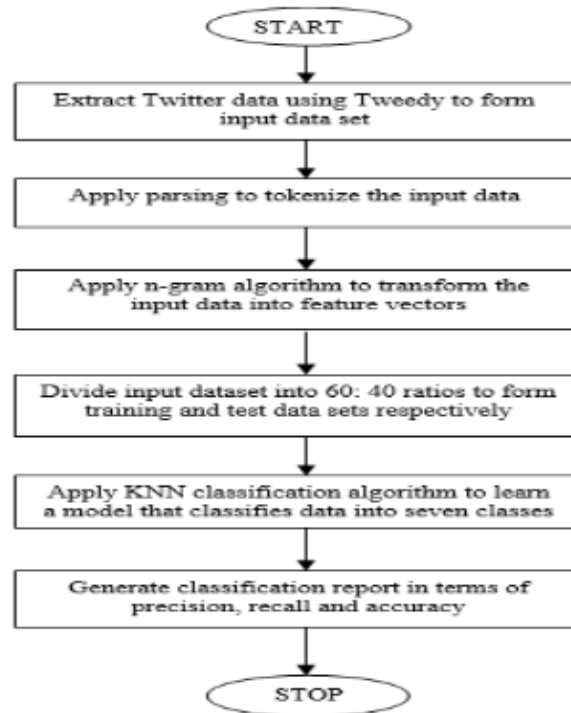 START
Extract Twitter data using Tweedy to form
input data set
Apply parsing to tokenize the input data
Apply n-gram algorithm to transform the
input data into feature vectors
Divide input dataset into 60: 40 ratios to form
training and test data sets respectively
Apply KNN classification algorithm to learn
a model that classifies data into seven classes
Generate classification report in terms of
precision, recall and accuracy
STOP